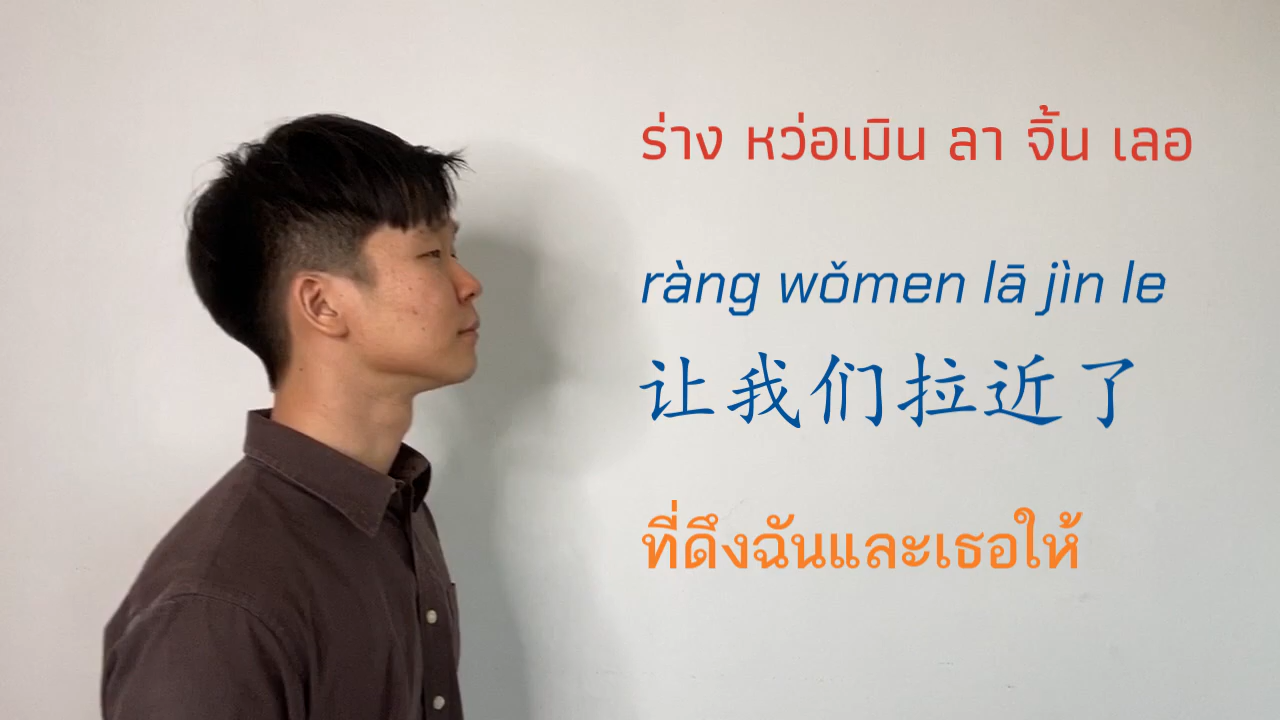 ร่าง หว่อเมิน ลา จิ้น เลอ
ràng wǒmen lā jìn le
让我们拉近了
ที่ดึงฉันและเธอให้